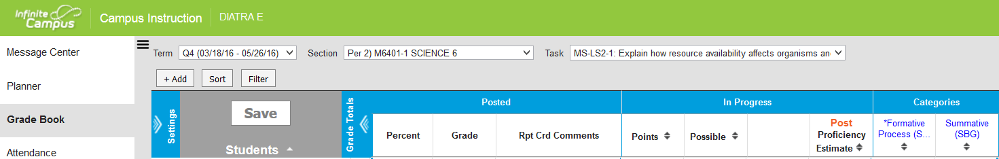 Infinite
Campus
Campus Instruction
DIATRA E
Message Center
Planner
Grade Book
Attendance
Term Q4 (03/18/16 - 05/26/16) Section Per 2) M6401-1 SCIENCE 6 Task MS-LS2-1: Explain how resource availability affects organisms an
+ Add Sort Filter
Settings
Save
Students
Grade Totals
Posted In Progress Categories
Percent Grade Rpt Crd Comments Points Possible
Post
Proficiency
Estimate
*Formative
Process (S...
Summative
(SBG)